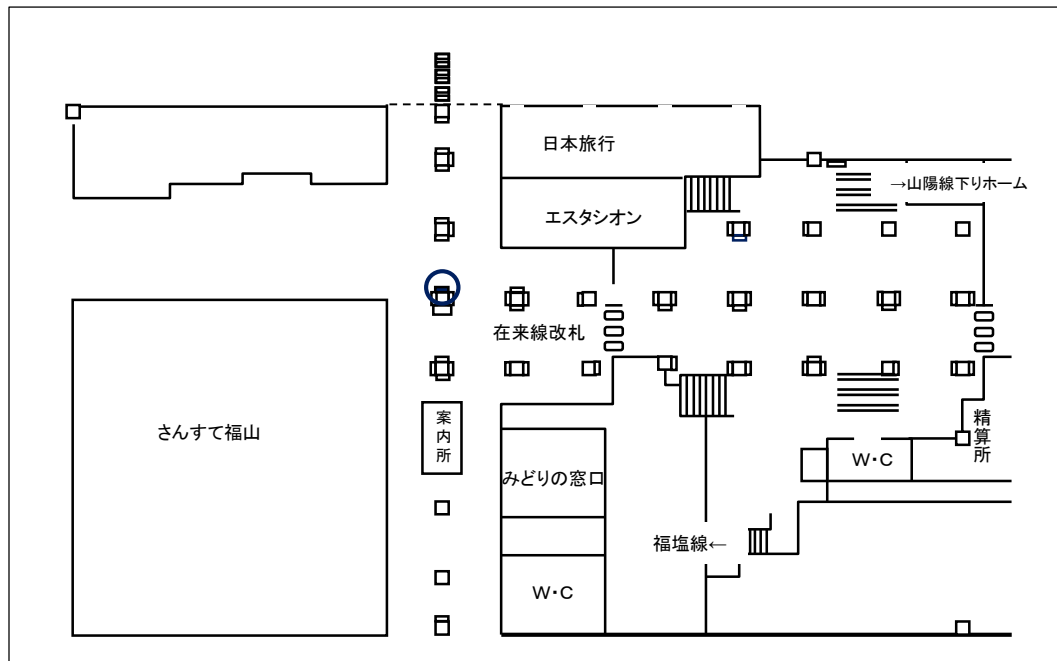 日本旅行
→山陽線下りホーム
エスタシオン
在来線改札
さんすて福山
案内所
みどりの窓口
W・C
精算所
福塩線←
W・C